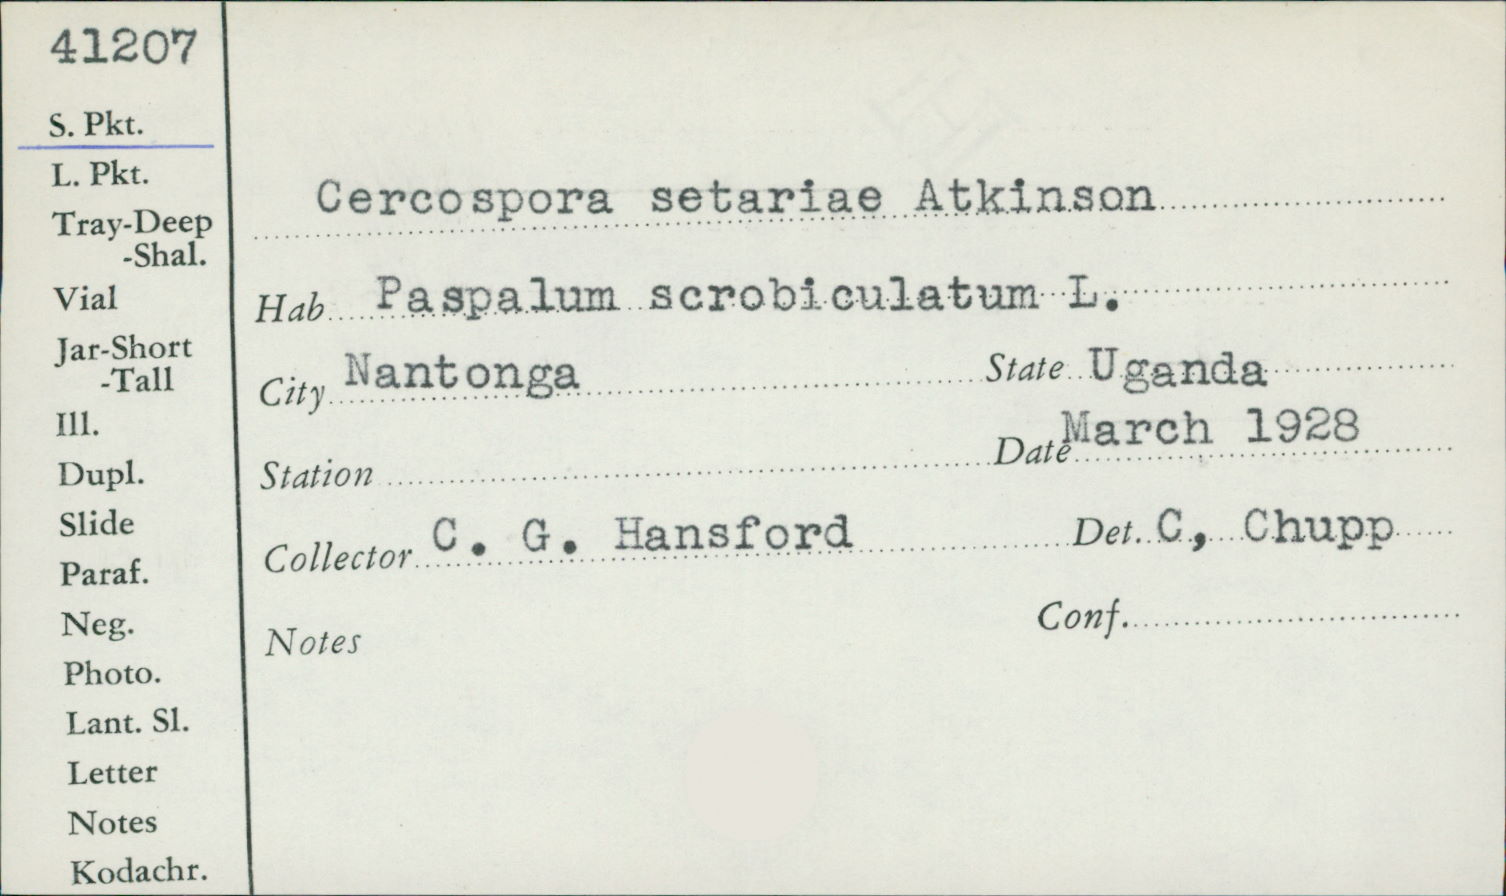 41207
S. Pkt.
L. Pkt.
Tray-Deep
-Shal.
Vial
Jar-Short
-Tall
Ill.
Dupl.
Slide
Paraf.
Neg.
Photo.
Lant. Sl.
Letter
Notes
Kodachr.
Cercospora setariae Atkinson
Hab Paspalum scrobiculatum L.
City Nantonga State Uganda
Station Date March 1928
Collector C. G. Hansford Det. C, Chupp
Conf.
Notes